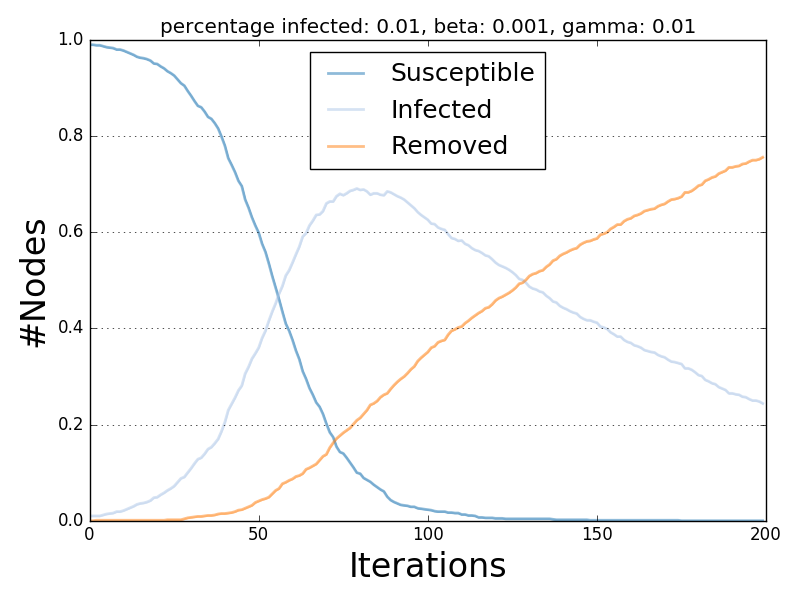 percentage infected: 0.01, beta: 0.001, gamma: 0.01
1.0
0.8
0.6
0.4
0.2
0.0
#Nodes
Susceptible
Infected
Removed
0
50
100
150
200
Iterations